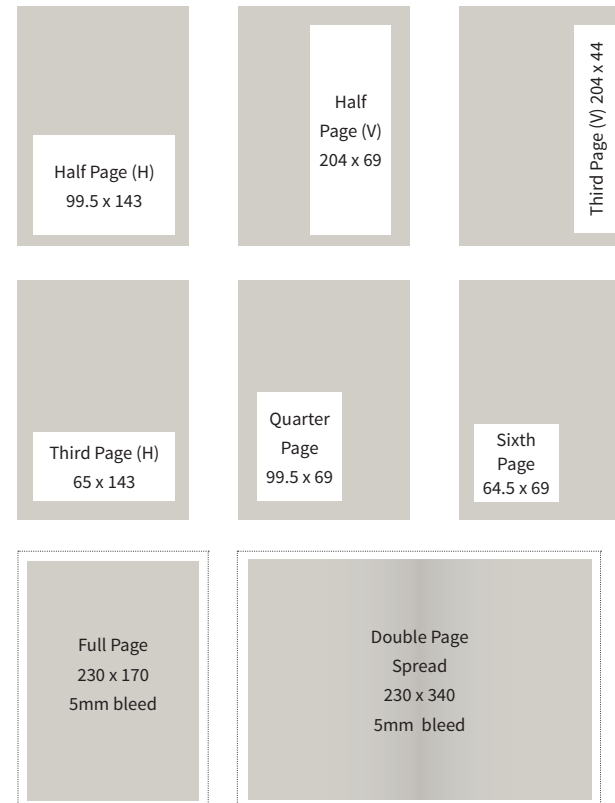 Half Page (H)
99.5 x 143
Half
Page (V)
204 x 69
Third Page (V) 204 x 44
Third Page (H)
65 x 143
Quarter
Page
99.5 x 69
Sixth
Page
64.5 x 69
Full Page
230 x 170
5mm bleed
Double Page
Spread
230 x 340
5mm  bleed